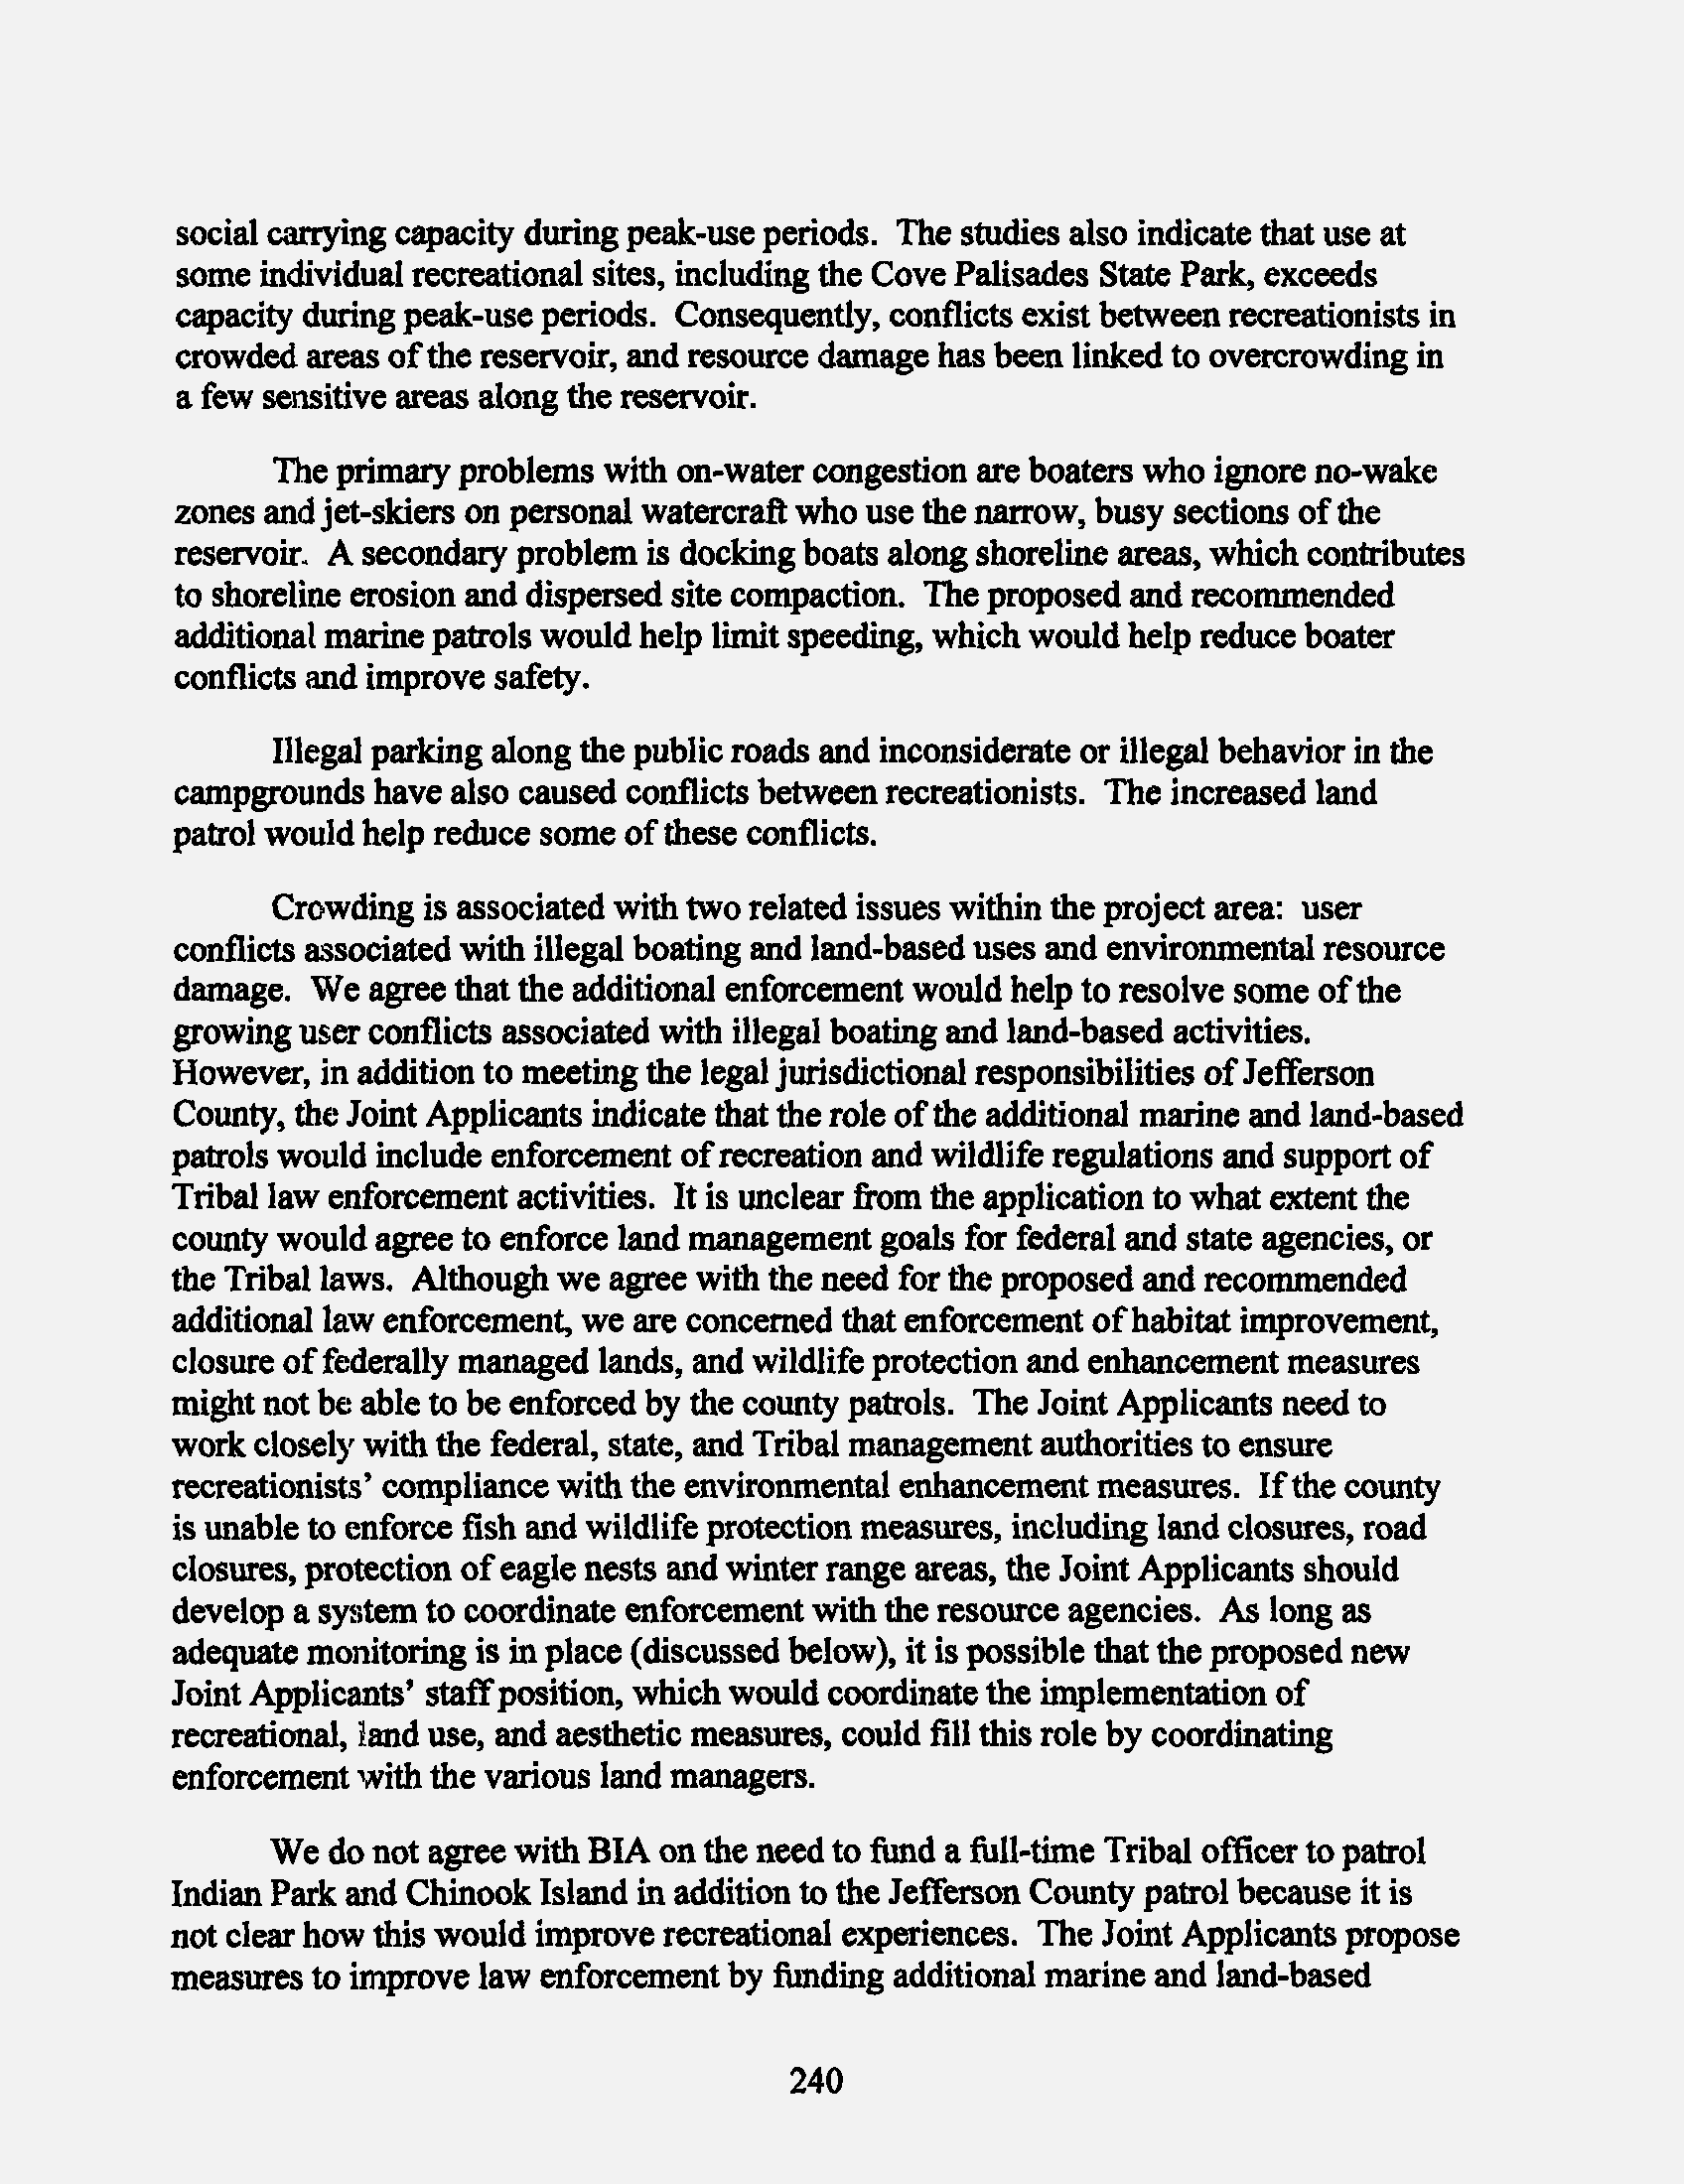 social carrying capacity during peak-use periods.  The studies also indicate that use at
some individual recreational sites, including the Cove Palisades State Park, exceeds
capacity during peak-use periods.  Consequently, conflicts exist between recreationists in
crowded areas of the reservoir, and resource damage has been linked to overcrowding in
a few sensitive areas along the reservoir.
The primary problems with on-water congestion are boaters who ignore no-wake
zones and jet-skiers on personal watercraft who use the narrow, busy sections of the
reservoir.  A secondary problem is docking boats along shoreline areas, which contributes
to shoreline erosion and dispersed site compaction.  The proposed and recommended
additional marine patrols would help limit speeding, which would help reduce boater
conflicts and improve safety.
Illegal parking along the public roads and inconsiderate or illegal behavior in the
campgrounds have also caused conflicts between recreationists.  The increased land
patrol would help reduce some of these conflicts.
Crowding is associated with two related issues within the project area:  user
conflicts associated with illegal boating and land-based uses and environmental resource
damage.  We agree that the additional enforcement would help to resolve some of the
growing user conflicts associated with illegal boating and land-based activities.
However, in addition to meeting the legal jurisdictional responsibilities of Jefferson
County, the Joint Applicants indicate that the role of the additional marine and land-based
patrols would include enforcement of recreation and wildlife regulations and support of
Tribal law enforcement activities.  It is unclear from the application to what extent the
county would agree to enforce land management goals for federal and state agencies, or
the Tribal laws.  Although we agree with the need for the proposed and recommended
additional law enforcement, we are concerned that enforcement of habitat improvement,
closure of federally managed lands, and wildlife protection and enhancement measures
might not be able to be enforced by the county patrols.  The Joint Applicants need to
work closely with the federal, state, and Tribal management authorities to ensure
recreationists' compliance with the environmental enhancement measures.  If the county
is unable to enforce fish and wildlife protection measures, including land closures, road
closures, protection of eagle nests and winter range areas, the Joint Applicants should
develop a system to coordinate enforcement with the resource agencies.  As long as
adequate monitoring is in place (discussed below), it is possible that the proposed new
Joint Applicants' staff position, which would coordinate the implementation of
recreational, land use, and aesthetic measures, could fill this role by coordinating
enforcement with the various land managers.
We do not agree with BIA on the need to fund a full-time Tribal officer to patrol
Indian Park and Chinook Island in addition to the Jefferson County patrol because it is
not clear how this would improve recreational experiences.  The Joint Applicants propose
measures to improve law enforcement by funding additional marine and land-based
240